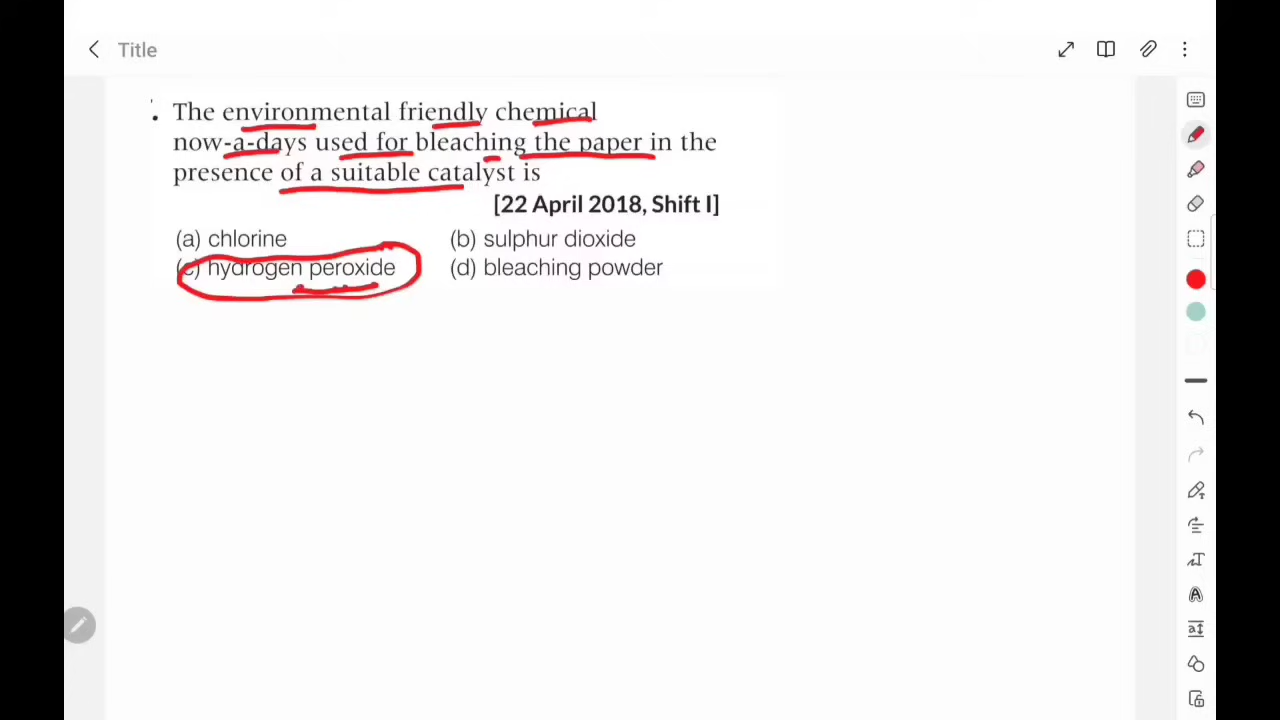 Title
. The environmental friendly chemical
now-a-days used for bleaching the paper in the
presence of a suitable catalyst is
[22 April 2018, Shift I]
(a) chlorine (b) sulphur dioxide
(c) hydrogen peroxide (d) bleaching powder